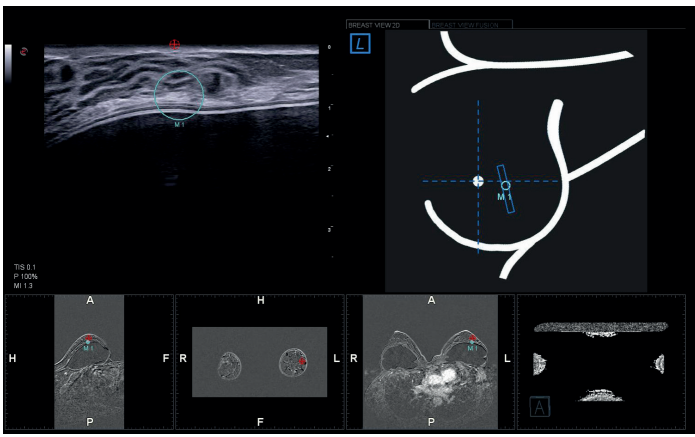 BREAST VIEW 2D
BREAST VIEW FUSION
L
0
M 1
1
4
2
3
M 1
TIS 0.1
P 100%
MI 1.3
A
H
M 1
F
P
H
R
L
F
A
R
M 1
L
P
A